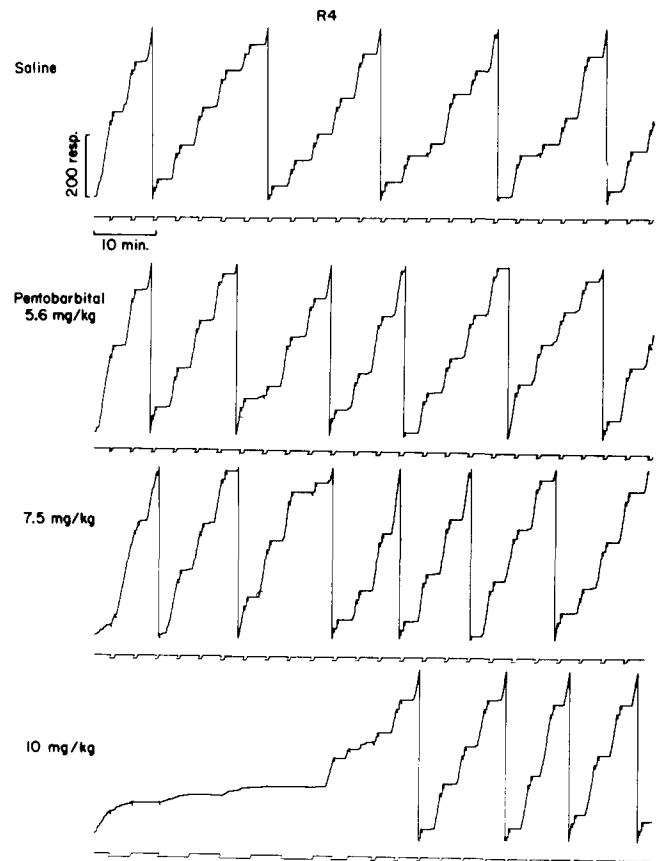 R4
Saline
200 resp.
10 min.
Pentobarbital
5.6 mg/kg
7.5 mg/kg
10 mg/kg